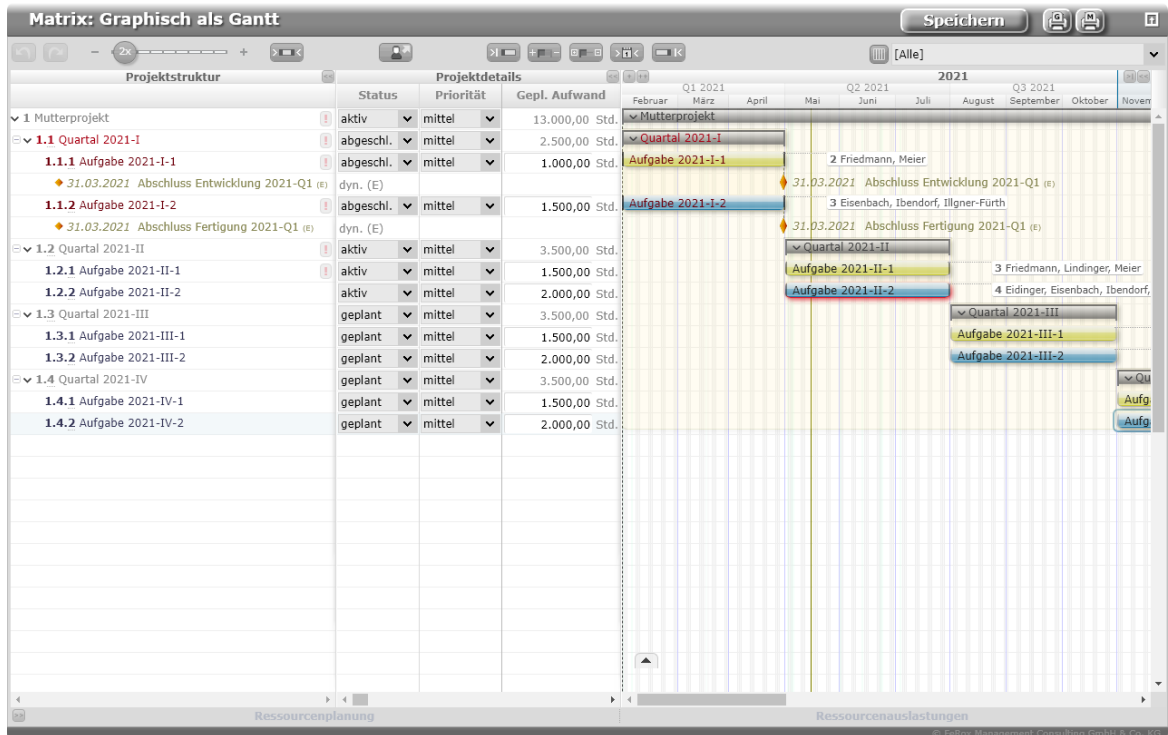 Matrix: Graphisch als Gantt Speichern G M
2x [Alle]
Projektstruktur Projektdetails 2021
Status Priorität Gepl. Aufwand Q1 2021 Q2 2021 Q3 2021
Februar März April Mai Juni Juli August September Oktober Novem
1 Mutterprojekt ! aktiv mittel 13.000,00 Std. Mutterprojekt
1.1 Quartal 2021-I ! abgeschl. mittel 2.500,00 Std. Quartal 2021-I
1.1.1 Aufgabe 2021-I-1 ! abgeschl. mittel 1.000,00 Std. Aufgabe 2021-I-1 2 Friedmann, Meier
31.03.2021 Abschluss Entwicklung 2021-Q1 (E) dyn. (E) 31.03.2021 Abschluss Entwicklung 2021-Q1 (E)
1.1.2 Aufgabe 2021-I-2 ! abgeschl. mittel 1.500,00 Std. Aufgabe 2021-I-2 3 Eisenbach, Ibendorf, Illgner-Fürth
31.03.2021 Abschluss Fertigung 2021-Q1 (E) dyn. (E) 31.03.2021 Abschluss Fertigung 2021-Q1 (E)
1.2 Quartal 2021-II ! aktiv mittel 3.500,00 Std. Quartal 2021-II
1.2.1 Aufgabe 2021-II-1 ! aktiv mittel 1.500,00 Std. Aufgabe 2021-II-1 3 Friedmann, Lindinger, Meier
1.2.2 Aufgabe 2021-II-2 aktiv mittel 2.000,00 Std. Aufgabe 2021-II-2 4 Eidinger, Eisenbach, Ibendorf,
1.3 Quartal 2021-III geplant mittel 3.500,00 Std. Quartal 2021-III
1.3.1 Aufgabe 2021-III-1 geplant mittel 1.500,00 Std. Aufgabe 2021-III-1
1.3.2 Aufgabe 2021-III-2 geplant mittel 2.000,00 Std. Aufgabe 2021-III-2
1.4 Quartal 2021-IV geplant mittel 3.500,00 Std. Qu
1.4.1 Aufgabe 2021-IV-1 geplant mittel 1.500,00 Std. Aufg
1.4.2 Aufgabe 2021-IV-2 geplant mittel 2.000,00 Std. Aufg
Ressourcenplanung Ressourcenauslastungen
© FeRox Management Consulting GmbH & Co. KG